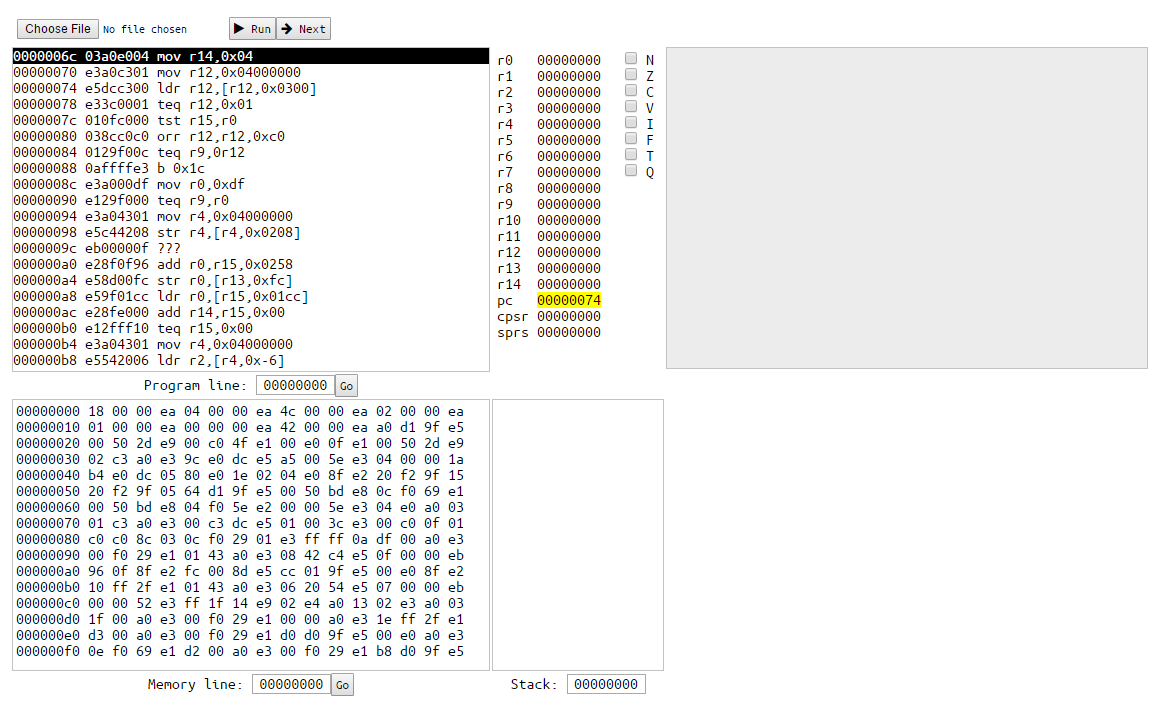 Choose File No file chosen Run Next
0000006c 03a0e004 mov r14,0x04
00000070 e3a0c301 mov r12,0x04000000
00000074 e5dcc300 ldr r12,[r12,0x0300]
00000078 e33c0001 teq r12,0x01
0000007c 010fc000 tst r15,r0
00000080 038cc0c0 orr r12,r12,0xc0
00000084 0129f00c teq r9,0r12
00000088 0affffe3 b 0x1c
0000008c e3a000df mov r0,0xdf
00000090 e129f000 teq r9,r0
00000094 e3a04301 mov r4,0x04000000
00000098 e5c44208 str r4,[r4,0x0208]
0000009c eb00000f ???
000000a0 e28f0f96 add r0,r15,0x0258
000000a4 e58d00fc str r0,[r13,0xfc]
000000a8 e59f01cc ldr r0,[r15,0x01cc]
000000ac e28fe000 add r14,r15,0x00
000000b0 e12fff10 teq r15,0x00
000000b4 e3a04301 mov r4,0x04000000
000000b8 e5542006 ldr r2,[r4,0x-6]
Program line: 00000000 Go
r0 00000000
r1 00000000
r2 00000000
r3 00000000
r4 00000000
r5 00000000
r6 00000000
r7 00000000
r8 00000000
r9 00000000
r10 00000000
r11 00000000
r12 00000000
r13 00000000
r14 00000000
pc 00000074
cpsr 00000000
sprs 00000000
N
Z
C
V
I
F
T
Q
00000000 18 00 00 ea 04 00 00 ea 4c 00 00 ea 02 00 00 ea
00000010 01 00 00 ea 00 00 00 ea 42 00 00 ea a0 d1 9f e5
00000020 00 50 2d e9 00 c0 4f e1 00 e0 0f e1 00 50 2d e9
00000030 02 c3 a0 e3 9c e0 dc e5 a5 00 5e e3 04 00 00 1a
00000040 b4 e0 dc 05 80 e0 1e 02 04 e0 8f e2 20 f2 9f 15
00000050 20 f2 9f 05 64 d1 9f e5 00 50 bd e8 0c f0 69 e1
00000060 00 50 bd e8 04 f0 5e e2 00 00 5e e3 04 e0 a0 03
00000070 01 c3 a0 e3 00 c3 dc e5 01 00 3c e3 00 c0 0f 01
00000080 c0 c0 8c 03 0c f0 29 01 e3 ff ff 0a df 00 a0 e3
00000090 00 f0 29 e1 01 43 a0 e3 08 42 c4 e5 0f 00 00 eb
000000a0 96 0f 8f e2 fc 00 8d e5 cc 01 9f e5 00 e0 8f e2
000000b0 10 ff 2f e1 01 43 a0 e3 06 20 54 e5 07 00 00 eb
000000c0 00 00 52 e3 ff 1f 14 e9 02 e4 a0 13 02 e3 a0 03
000000d0 1f 00 a0 e3 00 f0 29 e1 00 00 a0 e3 1e ff 2f e1
000000e0 d3 00 a0 e3 00 f0 29 e1 d0 d0 9f e5 00 e0 a0 e3
000000f0 0e f0 69 e1 d2 00 a0 e3 00 f0 29 e1 b8 d0 9f e5
Memory line: 00000000 Go
Stack: 00000000